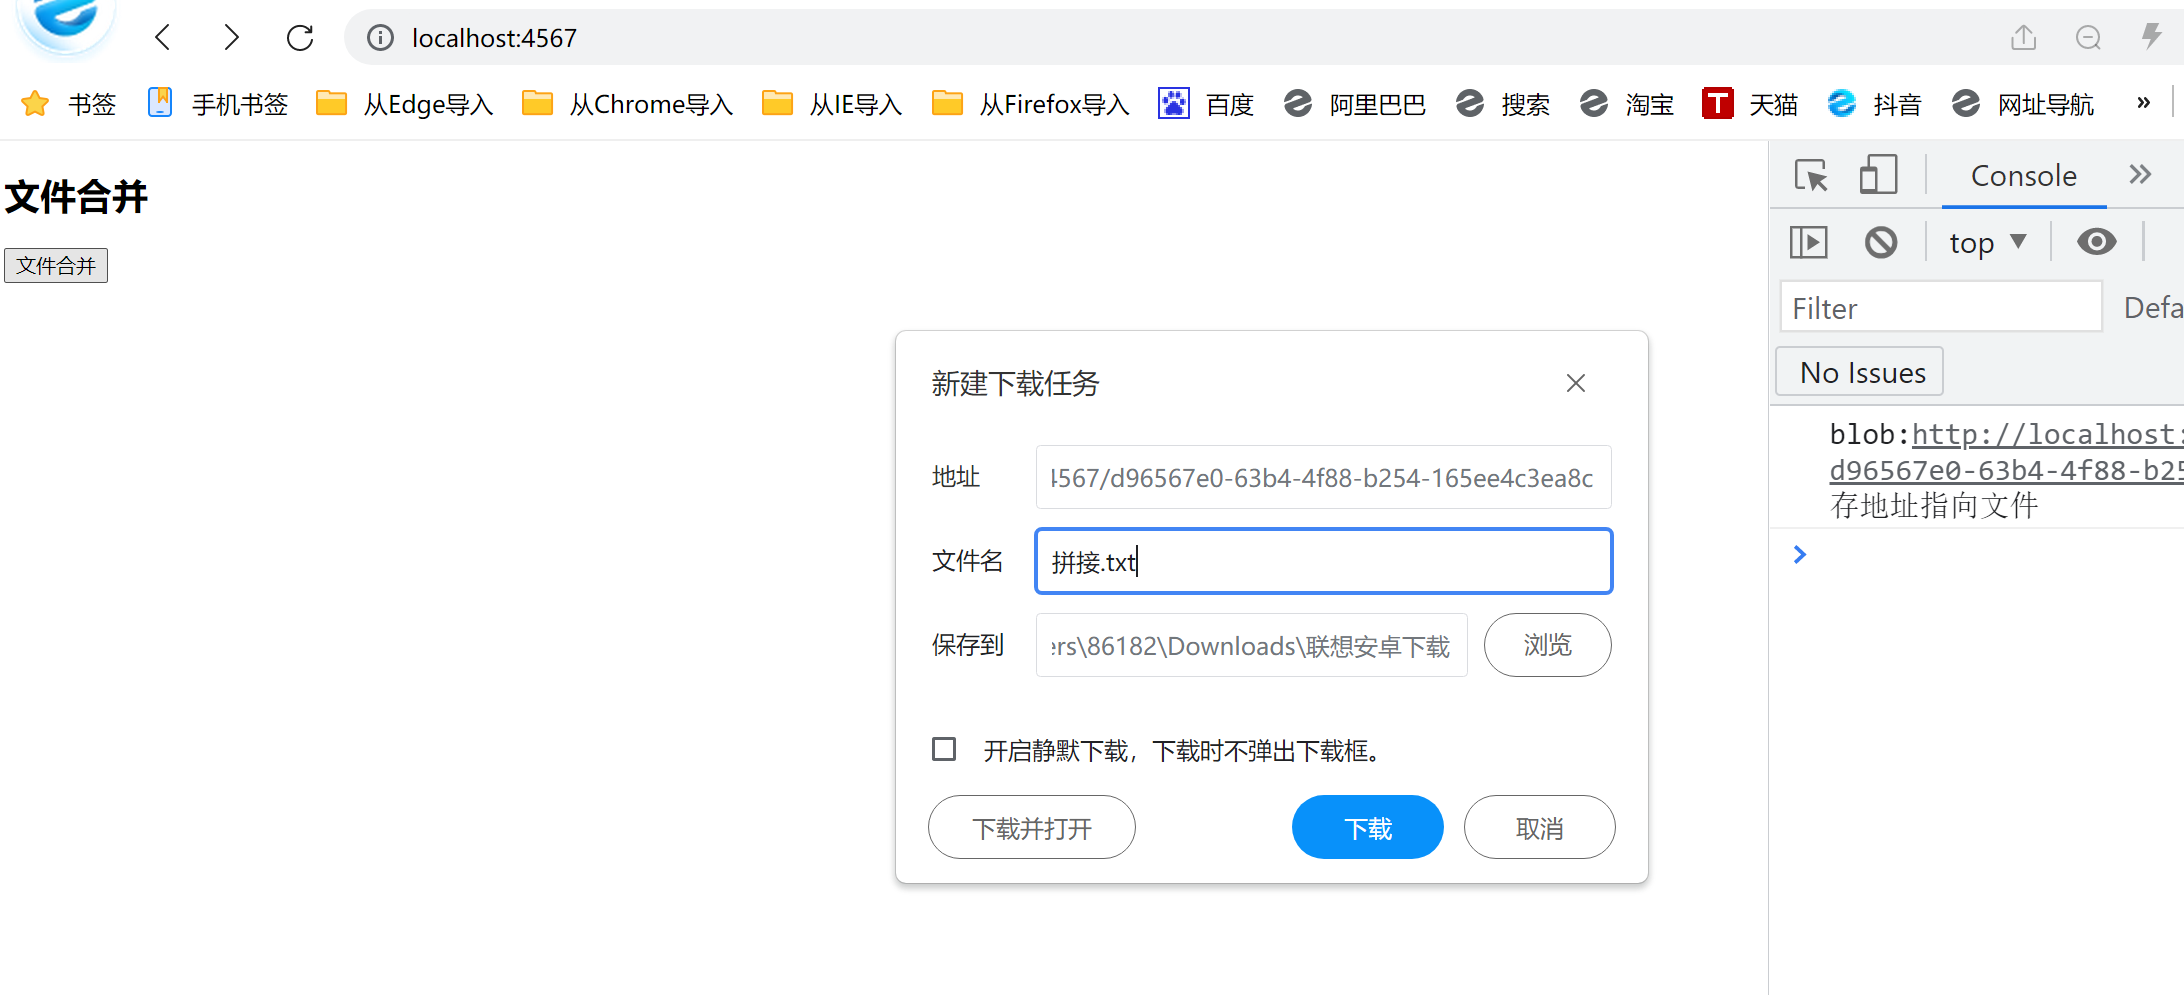 localhost:4567
书签 手机书签 从Edge导入 从Chrome导入 从IE导入 从Firefox导入 百度 阿里巴巴 搜索 淘宝 T 天猫 抖音 网址导航 »
文件合并
文件合并
新建下载任务
地址 4567/d96567e0-63b4-4f88-b254-165ee4c3ea8c
文件名 拼接.txt
保存到 ers\86182\Downloads\联想安卓下载 浏览
开启静默下载，下载时不弹出下载框。
下载并打开 下载 取消
Console
top
Filter Defa
No Issues
blob:http://localhost:
d96567e0-63b4-4f88-b25
存地址指向文件